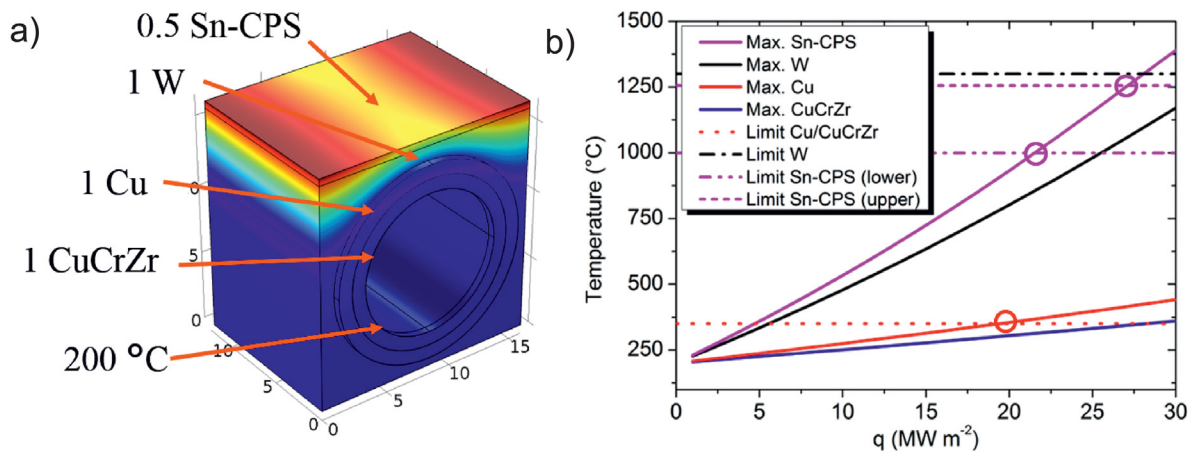 a)
0.5 Sn-CPS
1 W
1 Cu
1 CuCrZr
200 °C
0
5
0
10
5
0
0
5
10
15
b)
Temperature (°C)
1500
1250
1000
750
500
250
Max. Sn-CPS
Max. W
Max. Cu
Max. CuCrZr
Limit Cu/CuCrZr
Limit W
Limit Sn-CPS (lower)
Limit Sn-CPS (upper)
0 5 10 15 20 25 30
q (MW m⁻²)